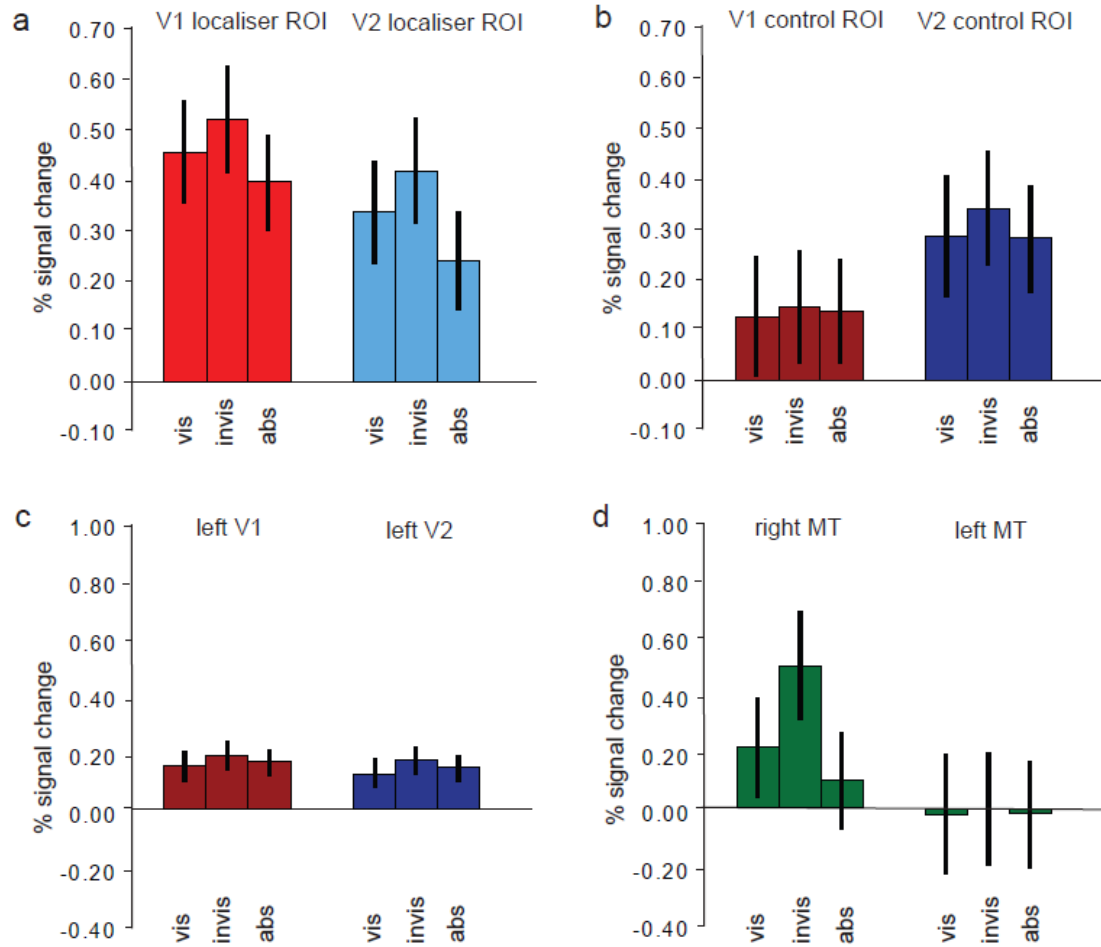 a
V1 localiser ROI
V2 localiser ROI
% signal change
0.70
0.60
0.50
0.40
0.30
0.20
0.10
0.00
-0.10
vis
invis
abs
vis
invis
abs
b
V1 control ROI
V2 control ROI
% signal change
0.70
0.60
0.50
0.40
0.30
0.20
0.10
0.00
-0.10
vis
invis
abs
vis
invis
abs
c
left V1
left V2
% signal change
1.00
0.80
0.60
0.40
0.20
0.00
-0.20
-0.40
vis
invis
abs
vis
invis
abs
d
right MT
left MT
% signal change
1.00
0.80
0.60
0.40
0.20
0.00
-0.20
-0.40
vis
invis
abs
vis
invis
abs